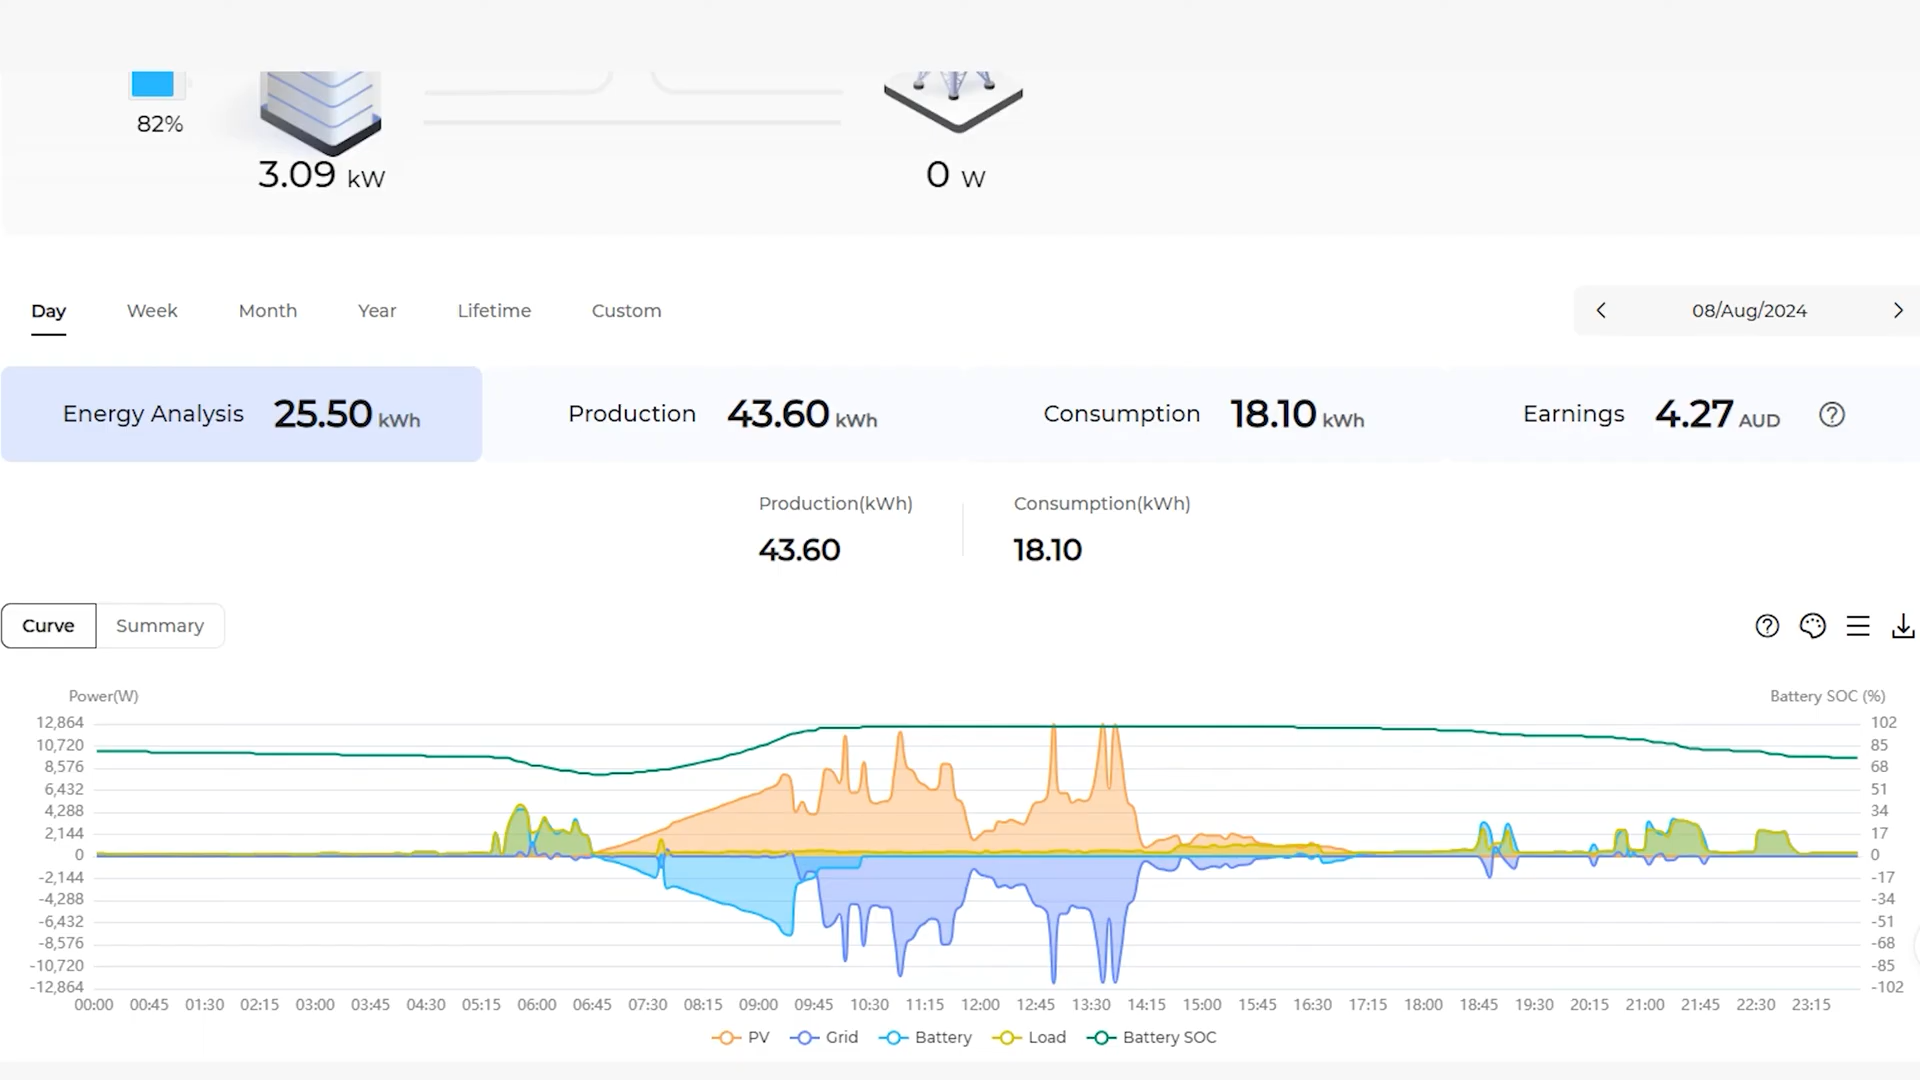 82%
3.09 kW
0 W
Day Week Month Year Lifetime Custom 08/Aug/2024
Energy Analysis 25.50 kWh Production 43.60 kWh Consumption 18.10 kWh Earnings 4.27 AUD ?
Production(kWh) Consumption(kWh)
43.60 18.10
Curve Summary ?
Power(W) Battery SOC (%)
12,864 102
10,720 85
8,576 68
6,432 51
4,288 34
2,144 17
0 0
-2,144 -17
-4,288 -34
-6,432 -51
-8,576 -68
-10,720 -85
-12,864 -102
00:00 00:45 01:30 02:15 03:00 03:45 04:30 05:15 06:00 06:45 07:30 08:15 09:00 09:45 10:30 11:15 12:00 12:45 13:30 14:15 15:00 15:45 16:30 17:15 18:00 18:45 19:30 20:15 21:00 21:45 22:30 23:15
PV Grid Battery Load Battery SOC